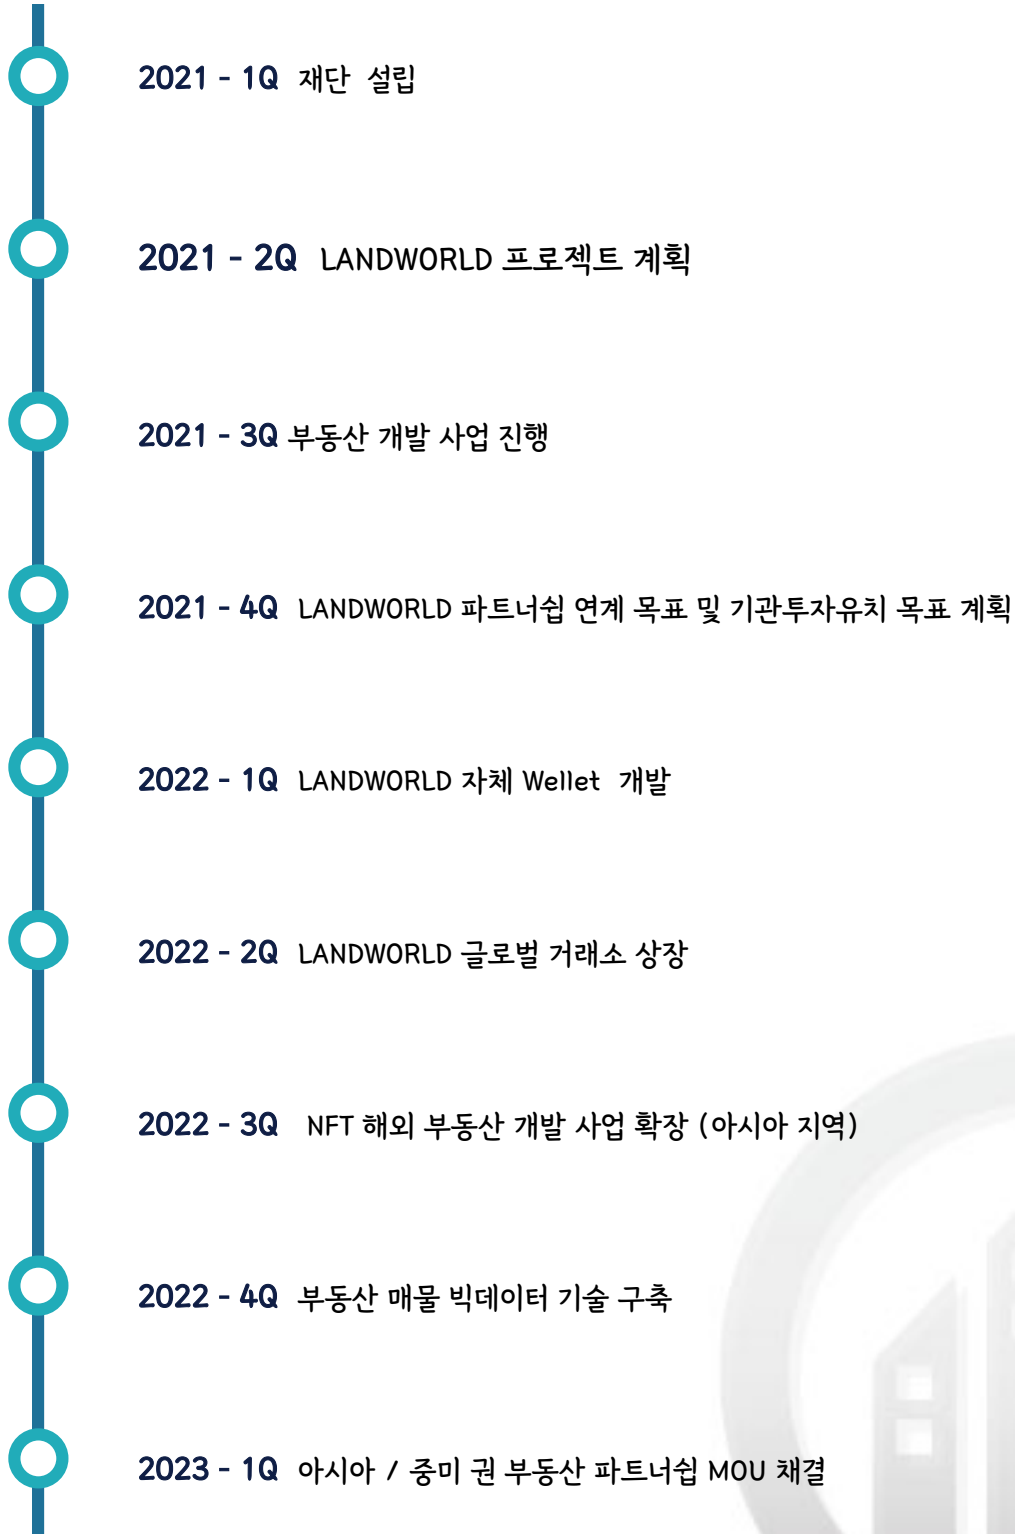 2021 - 1Q 재단 설립
2021 - 2Q LANDWORLD 프로젝트 계획
2021 - 3Q 부동산 개발 사업 진행
2021 - 4Q LANDWORLD 파트너쉽 연계 목표 및 기관투자유치 목표 계획
2022 - 1Q LANDWORLD 자체 Wellet 개발
2022 - 2Q LANDWORLD 글로벌 거래소 상장
2022 - 3Q NFT 해외 부동산 개발 사업 확장 (아시아 지역)
2022 - 4Q 부동산 매물 빅데이터 기술 구축
2023 - 1Q 아시아 / 중미 권 부동산 파트너쉽 MOU 채결